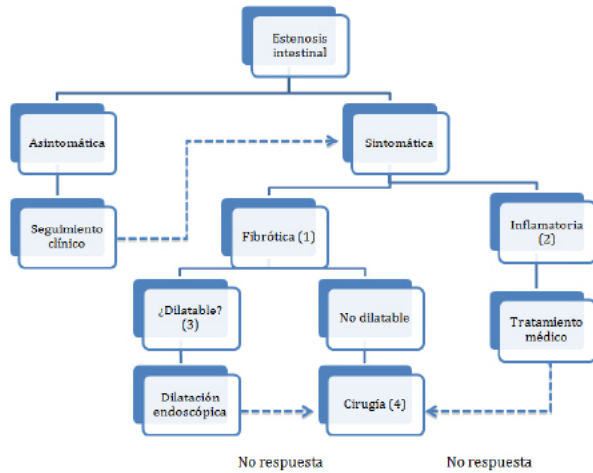 Estenosis
intestinal
Asintomática
Sintomática
Seguimiento
clínico
Fibrótica (1)
Inflamatoria
(2)
¿Dilatable?
(3)
No dilatable
Tratamiento
médico
Dilatación
endoscópica
Cirugía (4)
No respuesta
No respuesta